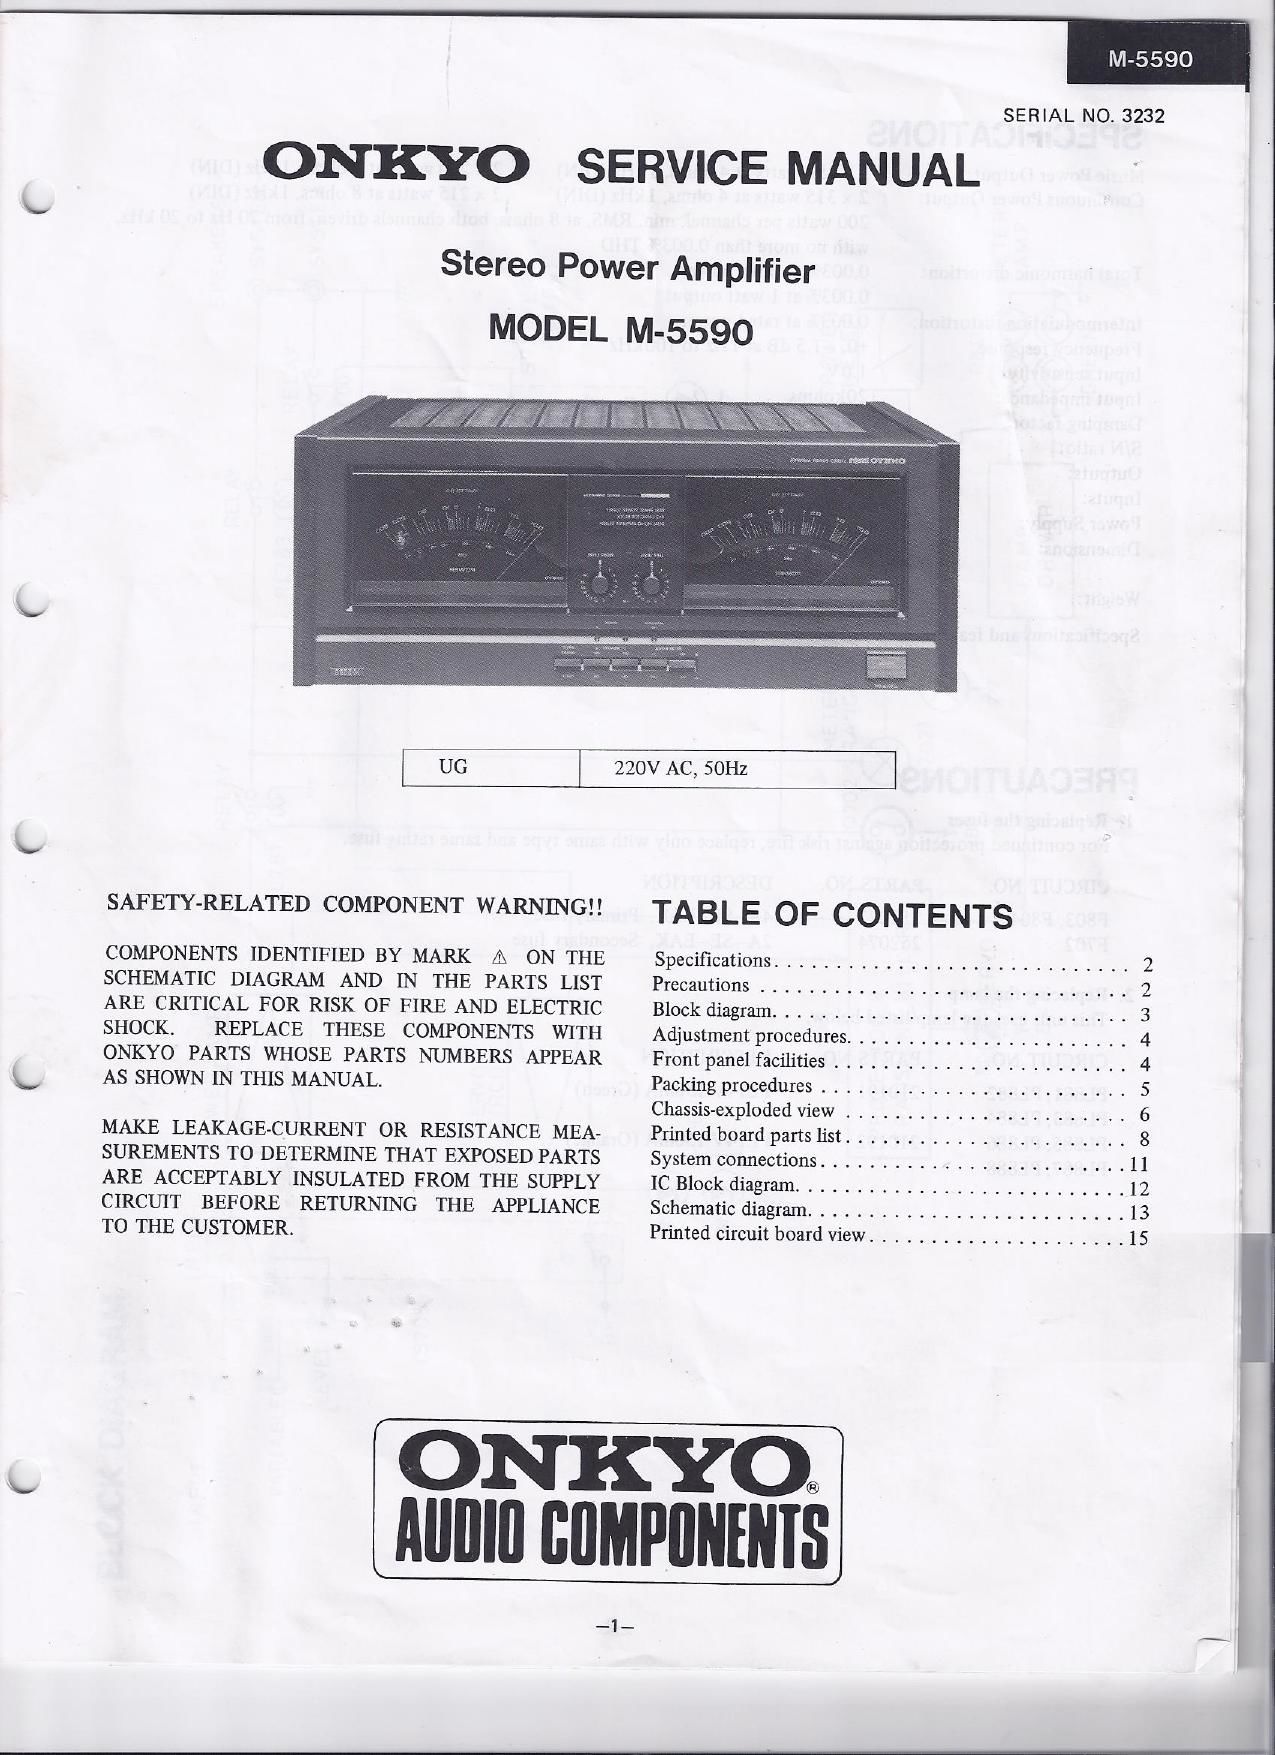 M-5590
SERIAL NO. 3232
ONKYO SERVICE MANUAL
Stereo Power Amplifier
MODEL M-5590
UG 220V AC, 50Hz
SAFETY-RELATED COMPONENT WARNING!!
COMPONENTS IDENTIFIED BY MARK ⚠ ON THE
SCHEMATIC DIAGRAM AND IN THE PARTS LIST
ARE CRITICAL FOR RISK OF FIRE AND ELECTRIC
SHOCK. REPLACE THESE COMPONENTS WITH
ONKYO PARTS WHOSE PARTS NUMBERS APPEAR
AS SHOWN IN THIS MANUAL.
MAKE LEAKAGE-CURRENT OR RESISTANCE MEA-
SUREMENTS TO DETERMINE THAT EXPOSED PARTS
ARE ACCEPTABLY INSULATED FROM THE SUPPLY
CIRCUIT BEFORE RETURNING THE APPLIANCE
TO THE CUSTOMER.
TABLE OF CONTENTS
Specifications. . . . . . . . . . . . . . . . . . . . . . . . . . . . . 2
Precautions . . . . . . . . . . . . . . . . . . . . . . . . . . . . . . 2
Block diagram. . . . . . . . . . . . . . . . . . . . . . . . . . . . . 3
Adjustment procedures. . . . . . . . . . . . . . . . . . . . . . . 4
Front panel facilities . . . . . . . . . . . . . . . . . . . . . . . . 4
Packing procedures . . . . . . . . . . . . . . . . . . . . . . . . . 5
Chassis-exploded view . . . . . . . . . . . . . . . . . . . . . . . 6
Printed board parts list. . . . . . . . . . . . . . . . . . . . . . . 8
System connections. . . . . . . . . . . . . . . . . . . . . . . . . 11
IC Block diagram. . . . . . . . . . . . . . . . . . . . . . . . . . . 12
Schematic diagram. . . . . . . . . . . . . . . . . . . . . . . . . . 13
Printed circuit board view. . . . . . . . . . . . . . . . . . . . . 15
ONKYO®
AUDIO COMPONENTS
–1–